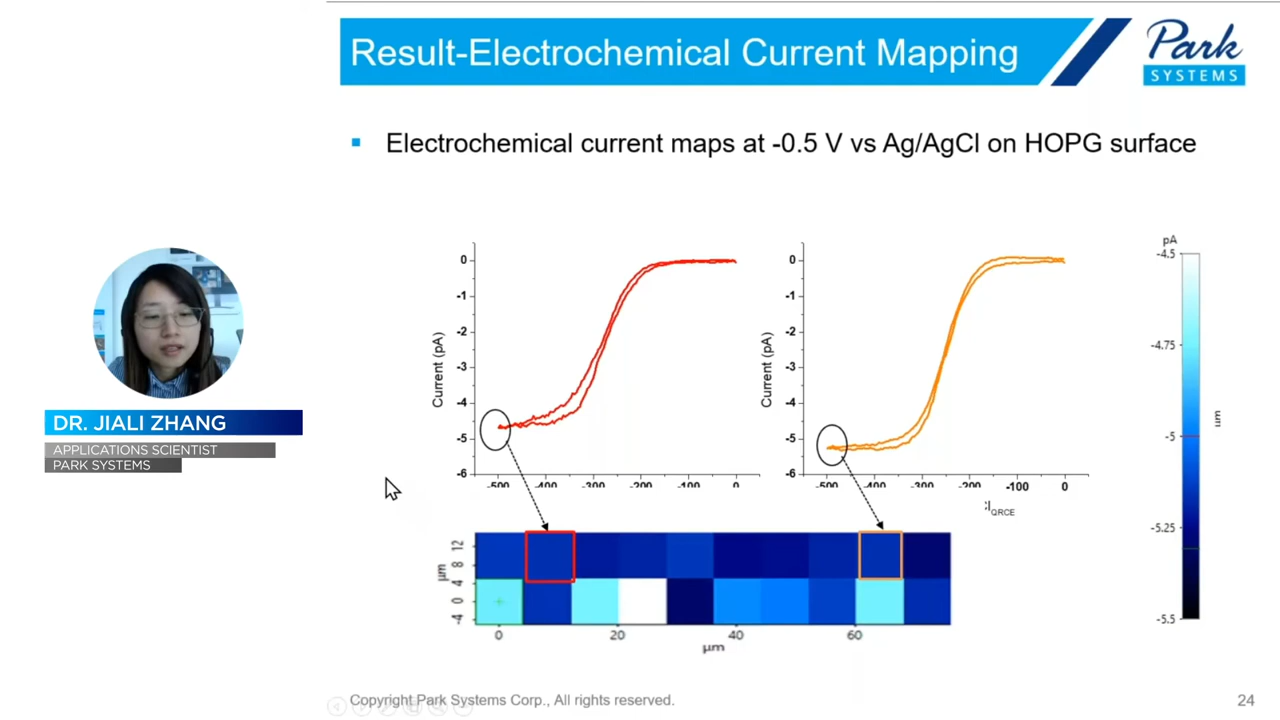 Result-Electrochemical Current Mapping
Park
SYSTEMS
Electrochemical current maps at -0.5 V vs Ag/AgCl on HOPG surface
DR. JIALI ZHANG
APPLICATIONS SCIENTIST
PARK SYSTEMS
Current (pA)
0
-1
-2
-3
-4
-5
-6
-500 -400 -300 -200 -100 0
Current (pA)
0
-1
-2
-3
-4
-5
-6
-500 -400 -300 -200 -100 0
QRCE
pA
-4.5
-4.75
-5
-5.25
-5.5
µm
µm
12
8
4
0
-4
0 20 40 60
µm
Copyright Park Systems Corp., All rights reserved.
24